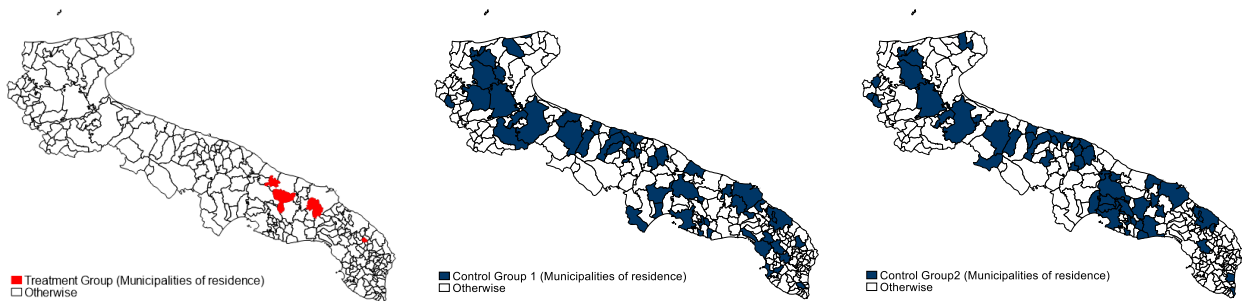 Treatment Group (Municipalities of residence)
Otherwise
Control Group 1 (Municipalities of residence)
Otherwise
Control Group2 (Municipalities of residence)
Otherwise